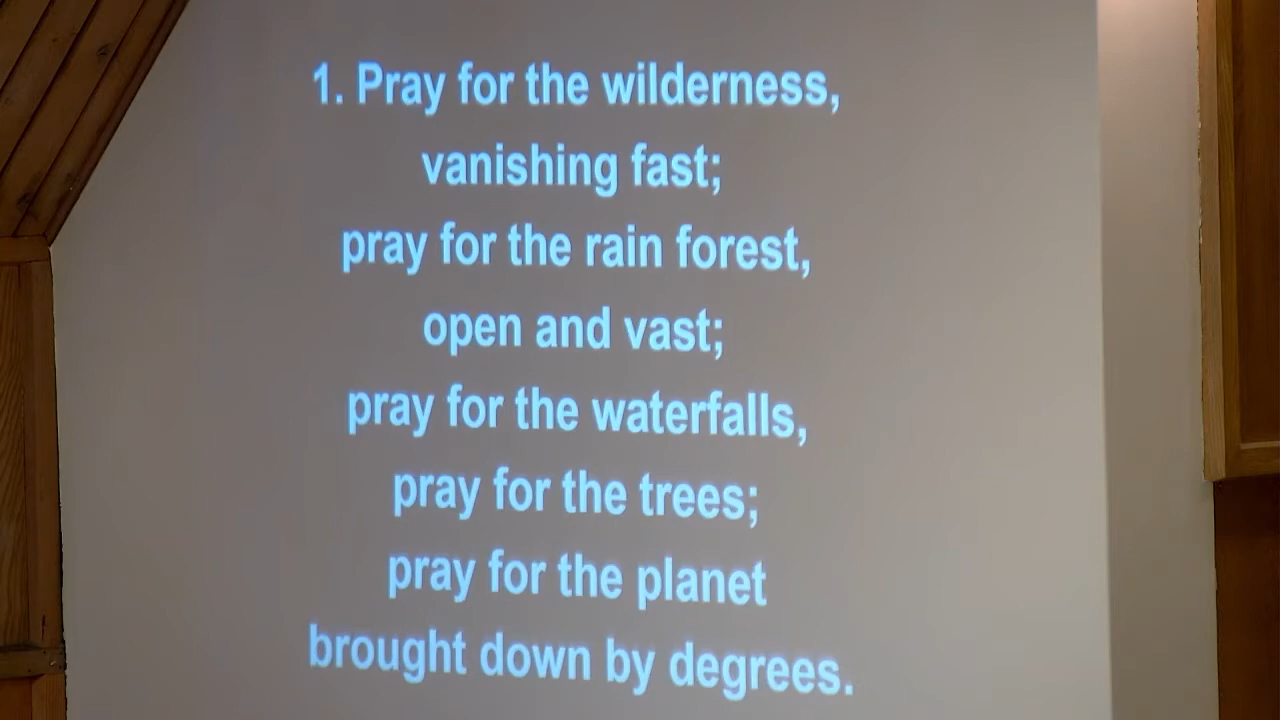 1. Pray for the wilderness,
vanishing fast;
pray for the rain forest,
open and vast;
pray for the waterfalls,
pray for the trees;
pray for the planet
brought down by degrees.